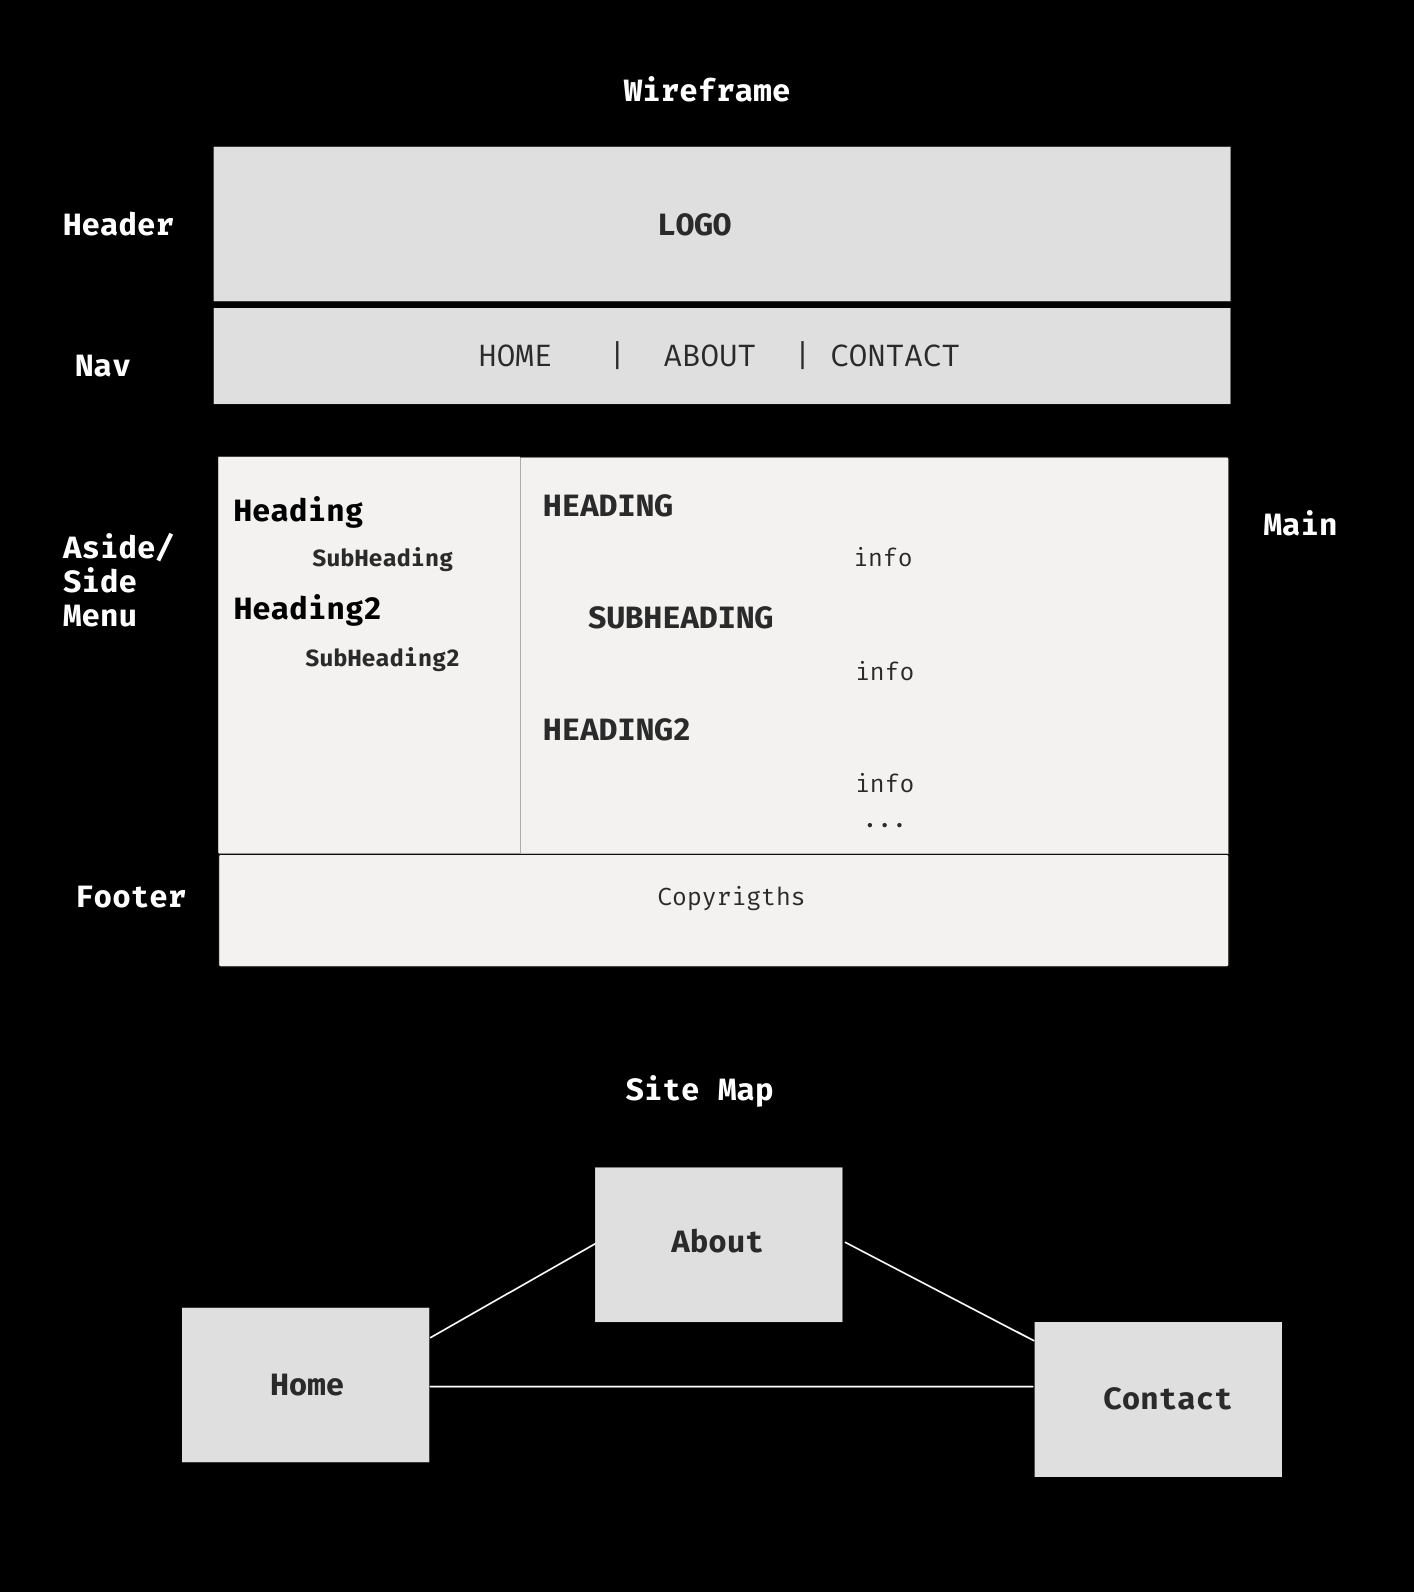 Wireframe
Header
LOGO
Nav
HOME | ABOUT | CONTACT
Aside/
Side
Menu
Heading
SubHeading
Heading2
SubHeading2
HEADING
info
SUBHEADING
info
HEADING2
info
...
Main
Footer
Copyrigths
Site Map
About
Home
Contact